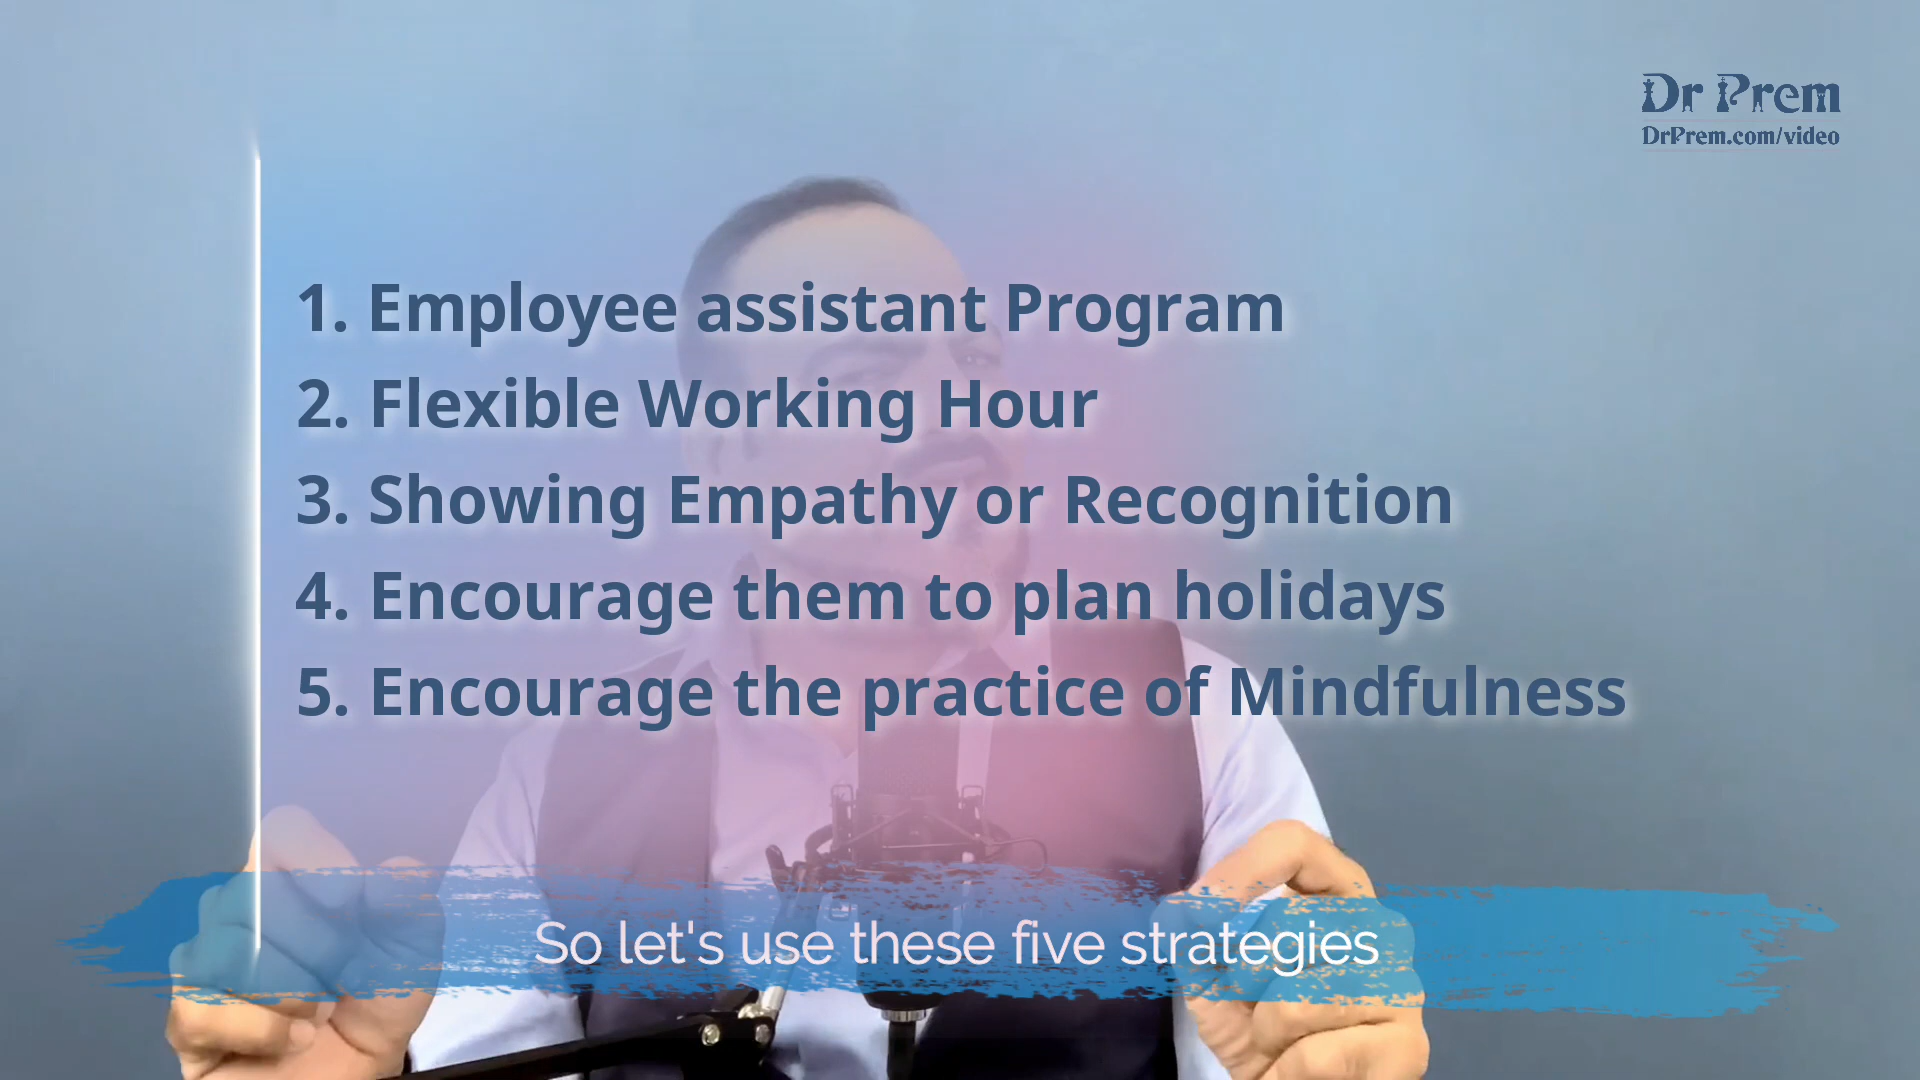 Dr Prem
DrPrem.com/video
1. Employee assistant Program
2. Flexible Working Hour
3. Showing Empathy or Recognition
4. Encourage them to plan holidays
5. Encourage the practice of Mindfulness
So let's use these five strategies